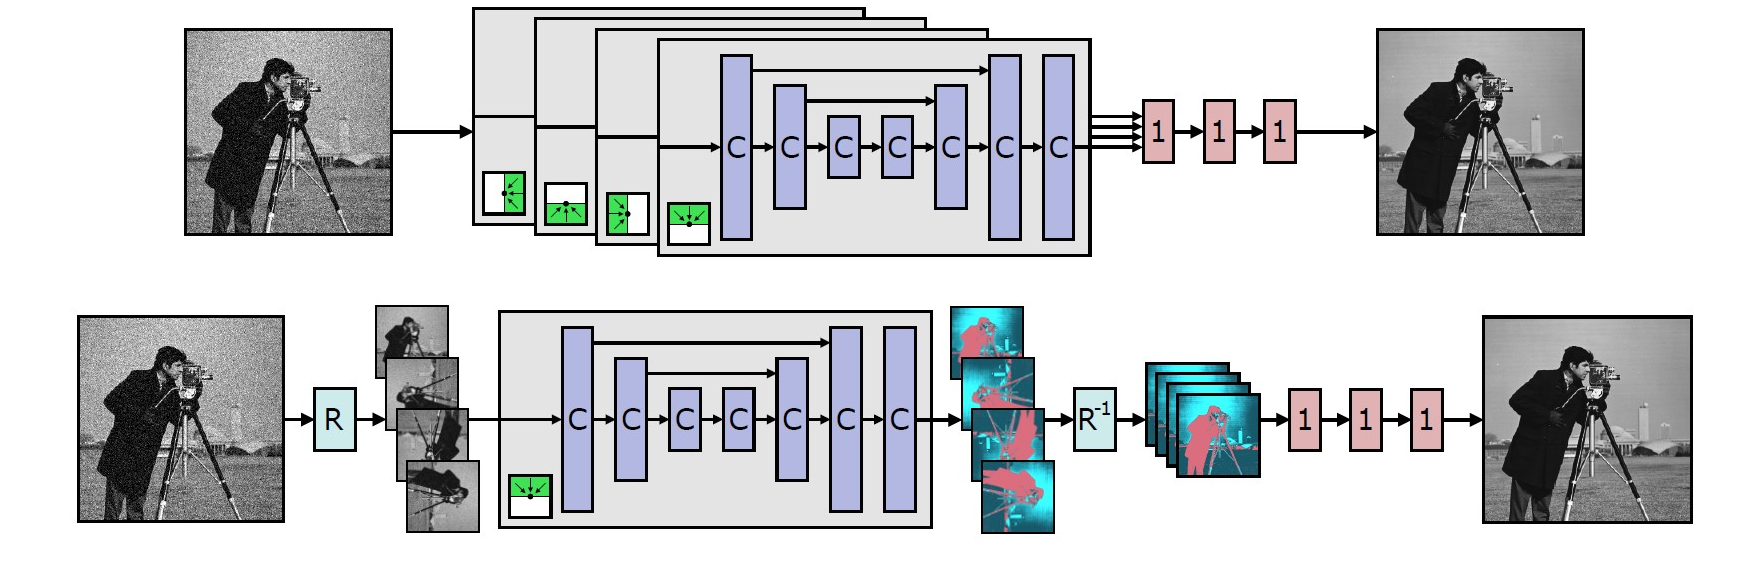 C C C C C C C 1 1 1
R C C C C C C C R⁻¹ 1 1 1